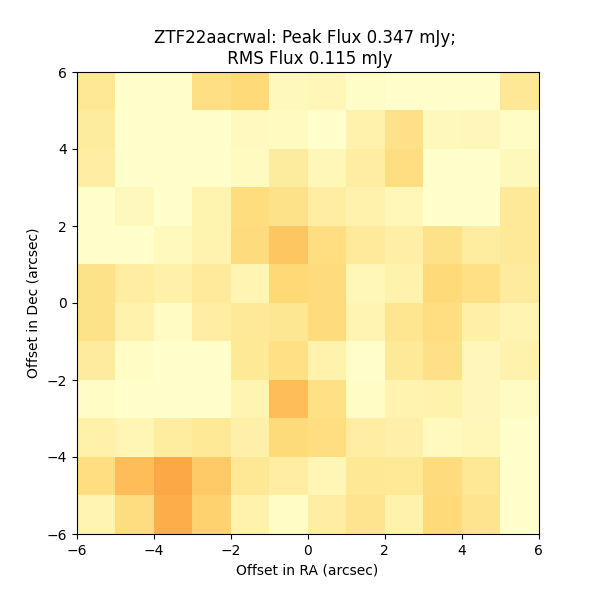 ZTF22aacrwal: Peak Flux 0.347 mJy;
RMS Flux 0.115 mJy
6
4
2
0
−2
−4
−6
Offset in Dec (arcsec)
−6 −4 −2 0 2 4 6
Offset in RA (arcsec)